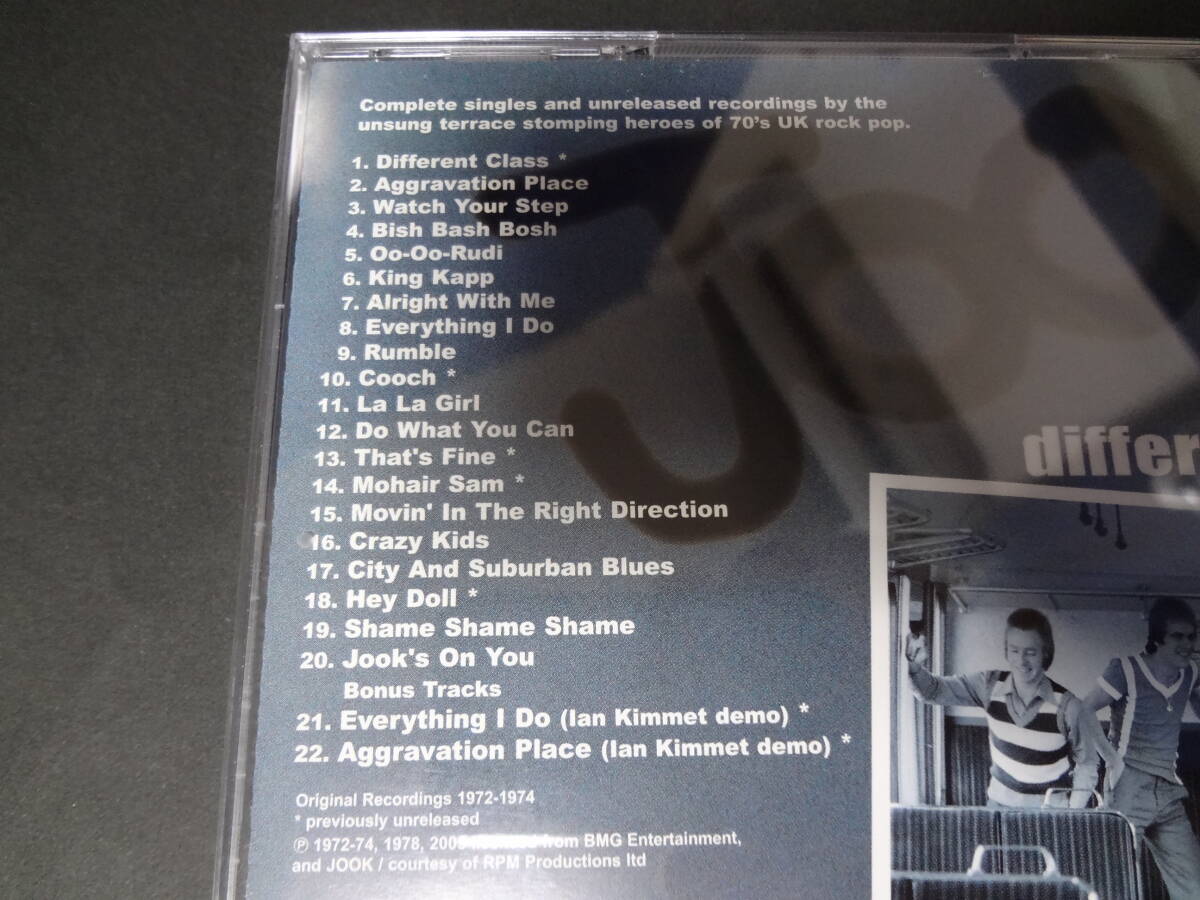 Complete singles and unreleased recordings by the
unsung terrace stomping heroes of 70's UK rock pop.
1. Different Class *
2. Aggravation Place
3. Watch Your Step
4. Bish Bash Bosh
5. Oo-Oo-Rudi
6. King Kapp
7. Alright With Me
8. Everything I Do
9. Rumble
10. Cooch *
11. La La Girl
12. Do What You Can
13. That's Fine *
14. Mohair Sam *
15. Movin' In The Right Direction
16. Crazy Kids
17. City And Suburban Blues
18. Hey Doll *
19. Shame Shame Shame
20. Jook's On You
Bonus Tracks
21. Everything I Do (Ian Kimmet demo) *
22. Aggravation Place (Ian Kimmet demo) *
Original Recordings 1972-1974
* previously unreleased
℗ 1972-74, 1978, from BMG Entertainment,
and JOOK / courtesy of RPM Productions ltd
Joo
differ